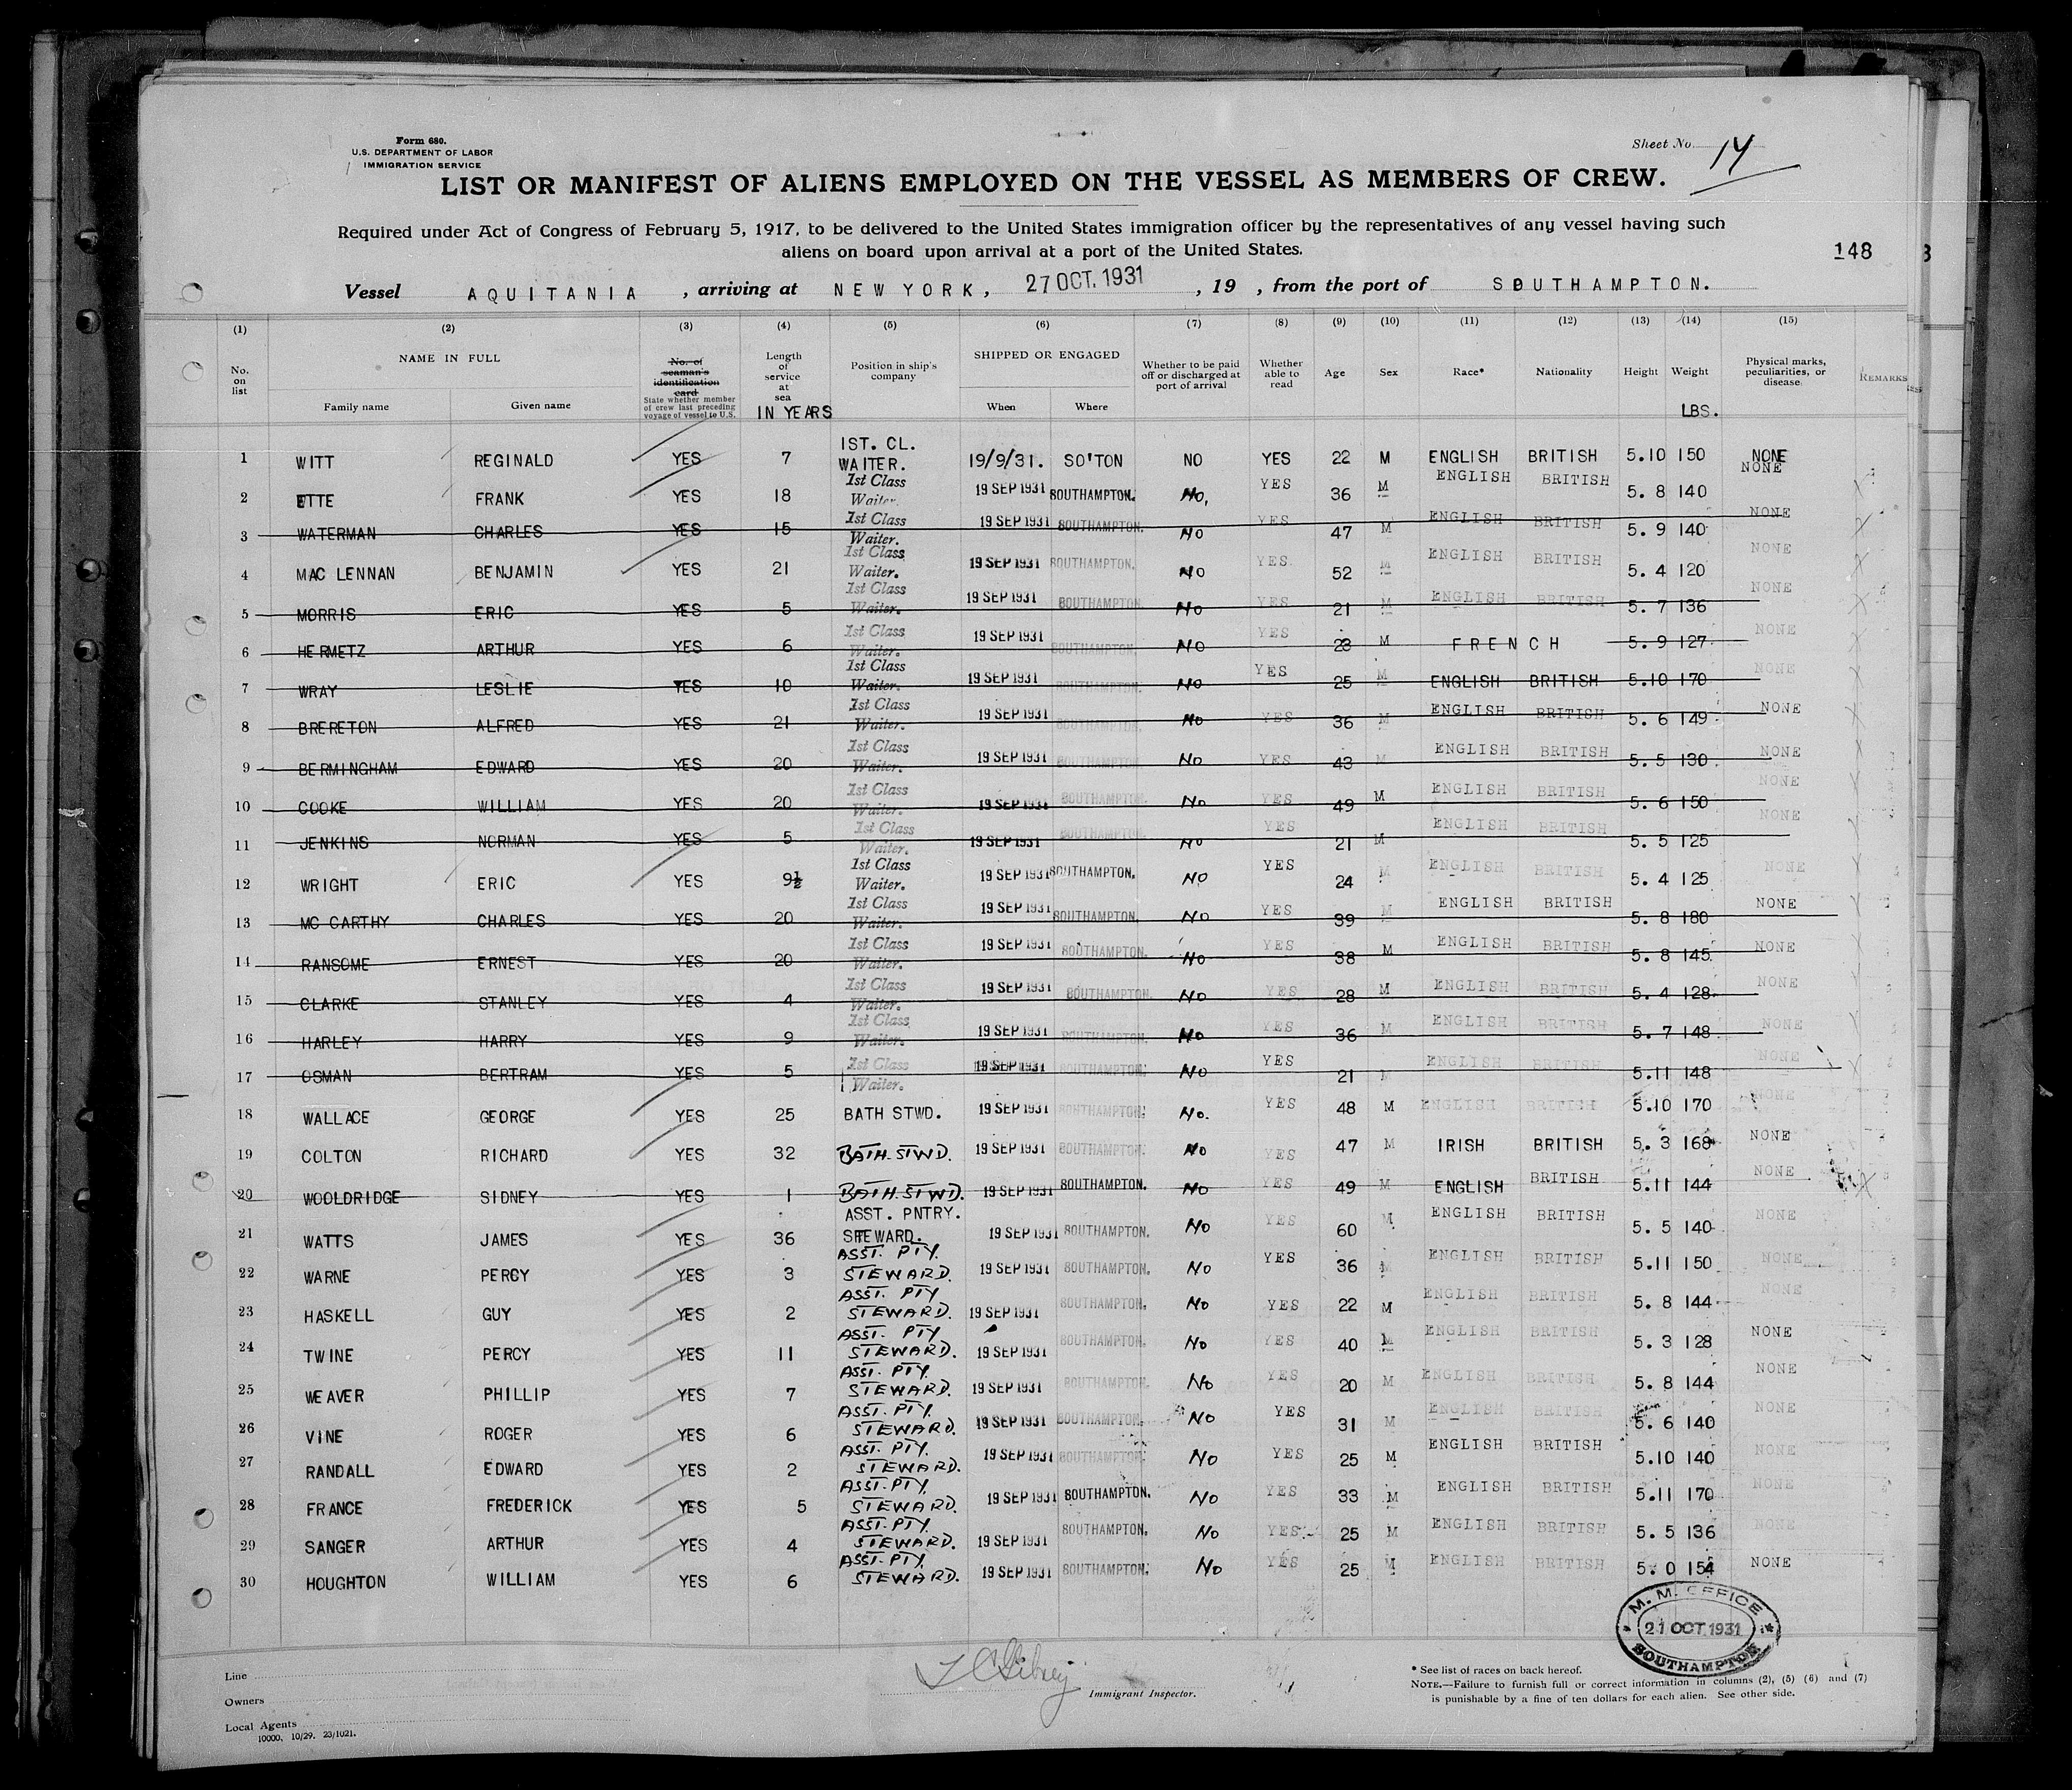 Form 680.
U.S. DEPARTMENT OF LABOR
IMMIGRATION SERVICE
Sheet No. 14
LIST OR MANIFEST OF ALIENS EMPLOYED ON THE VESSEL AS MEMBERS OF CREW.
Required under Act of Congress of February 5, 1917, to be delivered to the United States immigration officer by the representatives of any vessel having such
aliens on board upon arrival at a port of the United States.
148
Vessel AQUITANIA , arriving at NEW YORK, 27 OCT. 1931 , 19 , from the port of SOUTHAMPTON.
(1) (2) (3) (4) (5) (6) (7) (8) (9) (10) (11) (12) (13) (14) (15)
No. on list NAME IN FULL Family name Given name No. of seaman's identification card State whether member of crew last preceding voyage of vessel to U.S. Length of service at sea IN YEARS Position in ship's company SHIPPED OR ENGAGED When Where Whether to be paid off or discharged at port of arrival Whether able to read Age Sex Race* Nationality Height Weight LBS. Physical marks, peculiarities, or disease REMARKS
1 WITT REGINALD YES 7 1ST. CL. WAITER. 19/9/31. SO'TON NO YES 22 M ENGLISH BRITISH 5.10 150 NONE
2 ETTE FRANK YES 18 1st Class Waiter. 19 SEP 1931 SOUTHAMPTON. No, YES 36 M ENGLISH BRITISH 5. 8 140 NONE
3 WATERMAN CHARLES YES 15 1st Class Waiter. 19 SEP 1931 SOUTHAMPTON. No YES 47 M ENGLISH BRITISH 5. 9 140 NONE
4 MAC LENNAN BENJAMIN YES 21 1st Class Waiter. 19 SEP 1931 SOUTHAMPTON. No YES 52 M ENGLISH BRITISH 5. 4 120 NONE
5 MORRIS ERIC YES 5 1st Class Waiter. 19 SEP 1931 SOUTHAMPTON No YES 21 M ENGLISH BRITISH 5. 7 136 NONE
6 HERMETZ ARTHUR YES 6 1st Class Waiter. 19 SEP 1931 SOUTHAMPTON. No YES 23 M FRENCH 5. 9 127 NONE
7 WRAY LESLIE YES 10 1st Class Waiter. 19 SEP 1931 SOUTHAMPTON. No YES 25 M ENGLISH BRITISH 5.10 170 NONE
8 BRERETON ALFRED YES 21 1st Class Waiter. 19 SEP 1931 SOUTHAMPTON. No YES 36 M ENGLISH BRITISH 5. 6 149 NONE
9 BERMINGHAM EDWARD YES 20 1st Class Waiter. 19 SEP 1931 SOUTHAMPTON. No YES 43 M ENGLISH BRITISH 5. 5 130 NONE
10 COOKE WILLIAM YES 20 1st Class Waiter. 19 SEP 1931 SOUTHAMPTON. No YES 49 M ENGLISH BRITISH 5. 6 150 NONE
11 JENKINS NORMAN YES 5 1st Class Waiter. 19 SEP 1931 SOUTHAMPTON. No YES 21 M ENGLISH BRITISH 5. 5 125 NONE
12 WRIGHT ERIC YES 9½ 1st Class Waiter. 19 SEP 1931 SOUTHAMPTON. NO YES 24 M ENGLISH BRITISH 5. 4 125 NONE
13 MC CARTHY CHARLES YES 20 1st Class Waiter. 19 SEP 1931 SOUTHAMPTON. No YES 39 M ENGLISH BRITISH 5. 8 180 NONE
14 RANSOME ERNEST YES 20 1st Class Waiter. 19 SEP 1931 SOUTHAMPTON. No YES 38 M ENGLISH BRITISH 5. 8 145 NONE
15 CLARKE STANLEY YES 4 1st Class Waiter. 19 SEP 1931 SOUTHAMPTON. No YES 28 M ENGLISH BRITISH 5. 4 128 NONE
16 HARLEY HARRY YES 9 1st Class Waiter. 19 SEP 1931 SOUTHAMPTON. No YES 36 M ENGLISH BRITISH 5. 7 148 NONE
17 OSMAN BERTRAM YES 5 1st Class Waiter. 19 SEP 1931 SOUTHAMPTON. No YES 21 M ENGLISH BRITISH 5.11 148 NONE
18 WALLACE GEORGE YES 25 BATH STWD. 19 SEP 1931 SOUTHAMPTON. No. YES 48 M ENGLISH BRITISH 5.10 170 NONE
19 COLTON RICHARD YES 32 BATH. STWD. 19 SEP 1931 SOUTHAMPTON. No YES 47 M IRISH BRITISH 5. 3 168 NONE
20 WOOLDRIDGE SIDNEY YES 1 BATH. STWD. 19 SEP 1931 SOUTHAMPTON. No YES 49 M ENGLISH BRITISH 5.11 144 NONE
21 WATTS JAMES YES 36 ASST. PNTRY. STEWARD. 19 SEP 1931 SOUTHAMPTON. No YES 60 M ENGLISH BRITISH 5. 5 140 NONE
22 WARNE PERCY YES 3 ASST. PTY. STEWARD. 19 SEP 1931 SOUTHAMPTON. No YES 36 M ENGLISH BRITISH 5.11 150 NONE
23 HASKELL GUY YES 2 ASST. PTY STEWARD. 19 SEP 1931 SOUTHAMPTON. No YES 22 M ENGLISH BRITISH 5. 8 144 NONE
24 TWINE PERCY YES 11 ASST. PTY STEWARD. 19 SEP 1931 SOUTHAMPTON. No YES 40 M ENGLISH BRITISH 5. 3 128 NONE
25 WEAVER PHILLIP YES 7 ASST. PTY. STEWARD. 19 SEP 1931 SOUTHAMPTON. No YES 20 M ENGLISH BRITISH 5. 8 144 NONE
26 VINE ROGER YES 6 ASST. PTY. STEWARD. 19 SEP 1931 SOUTHAMPTON. No YES 31 M ENGLISH BRITISH 5. 6 140 NONE
27 RANDALL EDWARD YES 2 ASST. PTY. STEWARD. 19 SEP 1931 SOUTHAMPTON. No YES 25 M ENGLISH BRITISH 5.10 140 NONE
28 FRANCE FREDERICK YES 5 ASST. PTY. STEWARD. 19 SEP 1931 SOUTHAMPTON. No YES 33 M ENGLISH BRITISH 5.11 170 NONE
29 SANGER ARTHUR YES 4 ASST. PTY. STEWARD. 19 SEP 1931 SOUTHAMPTON. No YES 25 M ENGLISH BRITISH 5. 5 136 NONE
30 HOUGHTON WILLIAM YES 6 ASST. PTY. STEWARD. 19 SEP 1931 SOUTHAMPTON. No YES 25 M ENGLISH BRITISH 5. 0 154 NONE
M. M. OFFICE
21 OCT 1931
SOUTHAMPTON
Line
Owners
Local Agents
10000, 10/29. 23/1021.
Immigrant Inspector.
* See list of races on back hereof.
NOTE.—Failure to furnish full or correct information in columns (2), (5) (6) and (7)
is punishable by a fine of ten dollars for each alien. See other side.